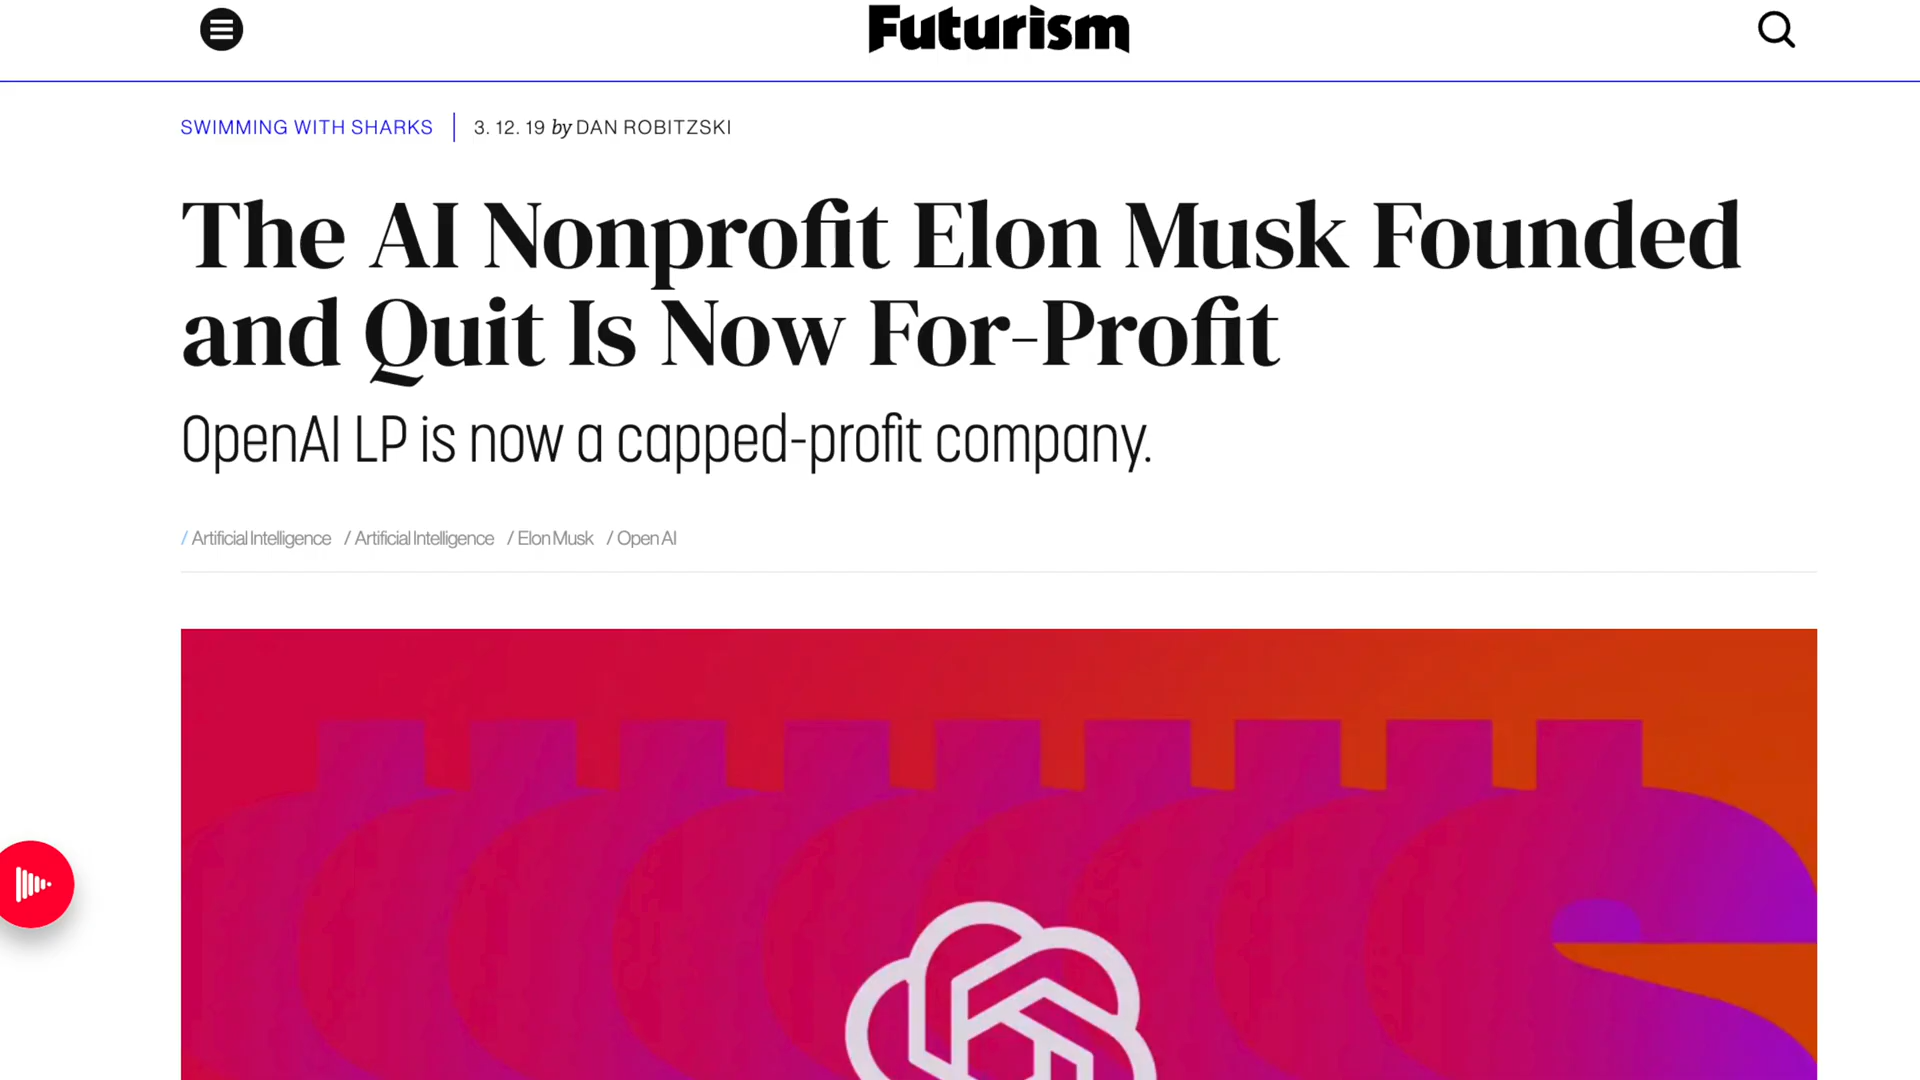 Futurism
SWIMMING WITH SHARKS 3. 12. 19 by DAN ROBITZSKI
The AI Nonprofit Elon Musk Founded
and Quit Is Now For-Profit
OpenAI LP is now a capped-profit company.
/ Artificial Intelligence / Artificial Intelligence / Elon Musk / Open AI